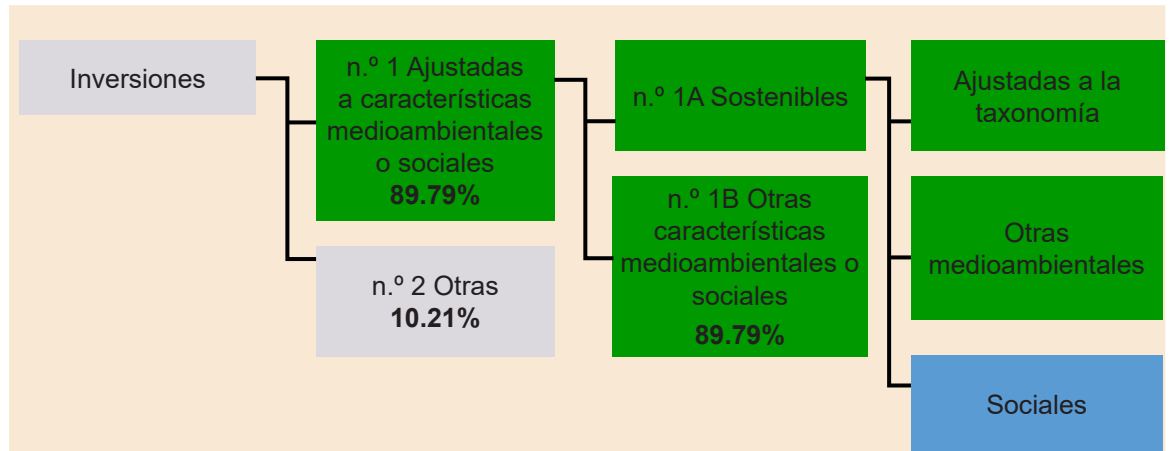 Inversiones
n.º 1 Ajustadas
a características
medioambientales
o sociales
89.79%
n.º 2 Otras
10.21%
n.º 1A Sostenibles
n.º 1B Otras
características
medioambientales o
sociales
89.79%
Ajustadas a la
taxonomía
Otras
medioambientales
Sociales